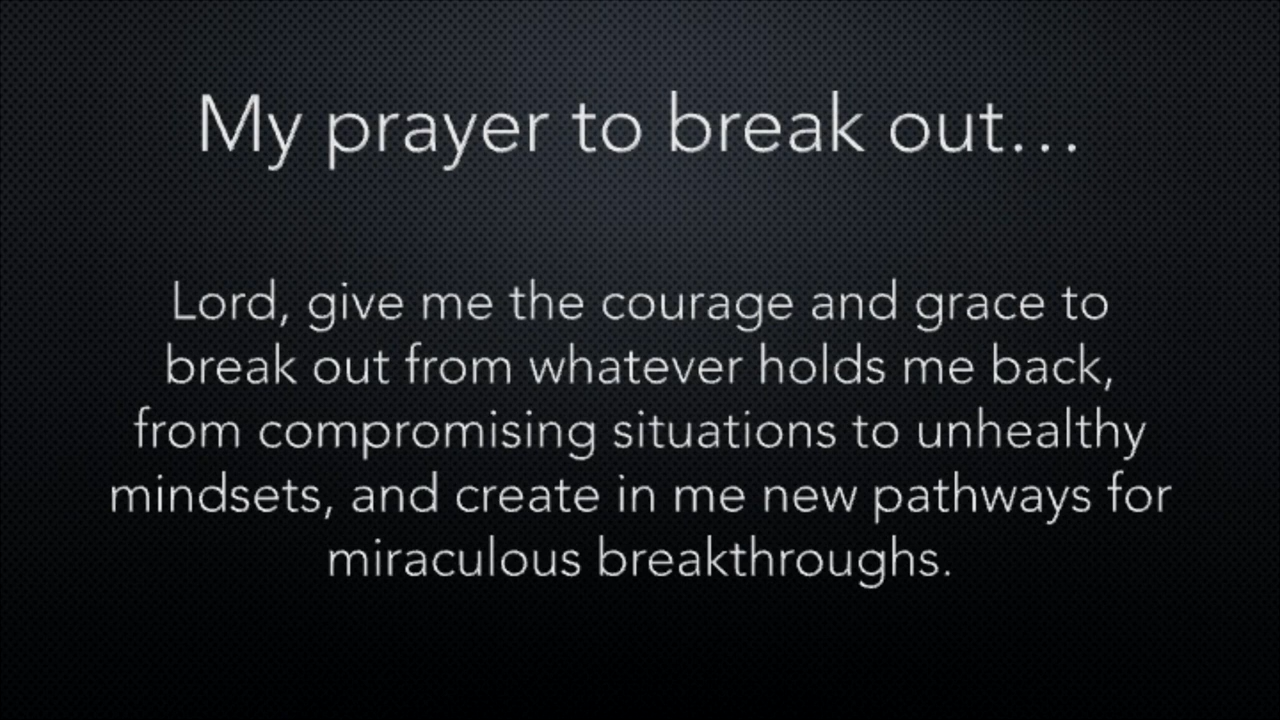 My prayer to break out...
Lord, give me the courage and grace to
break out from whatever holds me back,
from compromising situations to unhealthy
mindsets, and create in me new pathways for
miraculous breakthroughs.